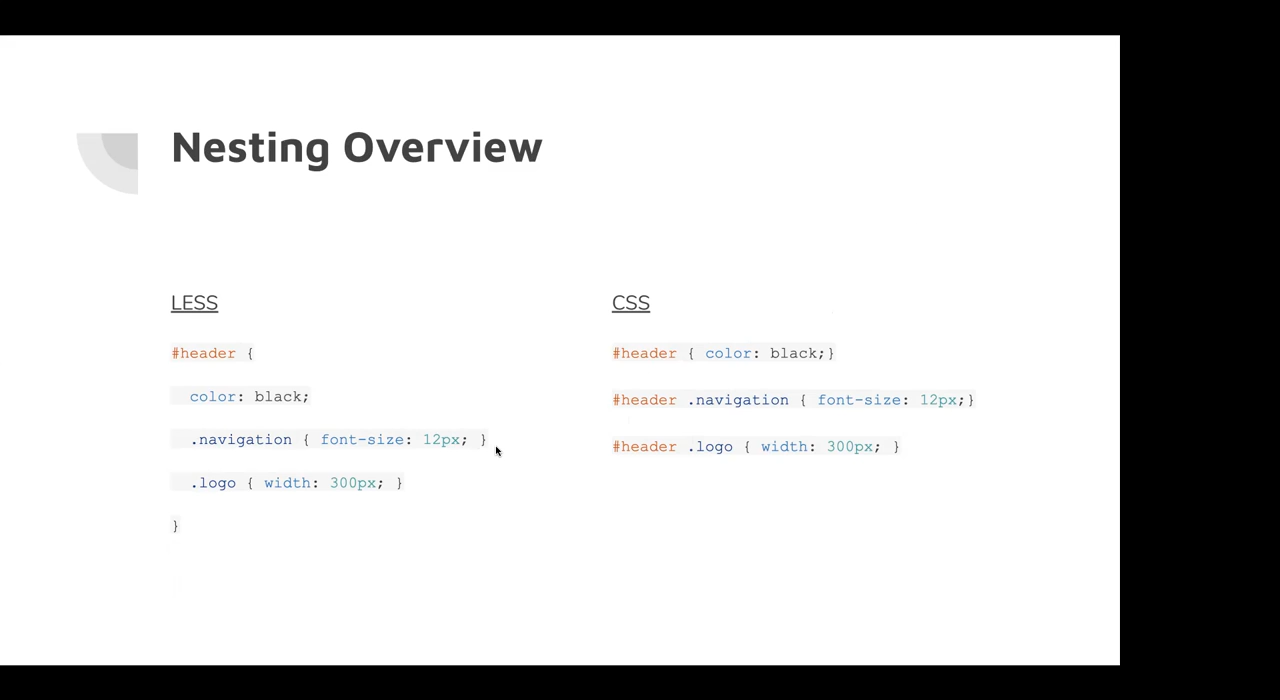 Nesting Overview
LESS
#header {
color: black;
.navigation { font-size: 12px; }
.logo { width: 300px; }
}
CSS
#header { color: black;}
#header .navigation { font-size: 12px;}
#header .logo { width: 300px; }